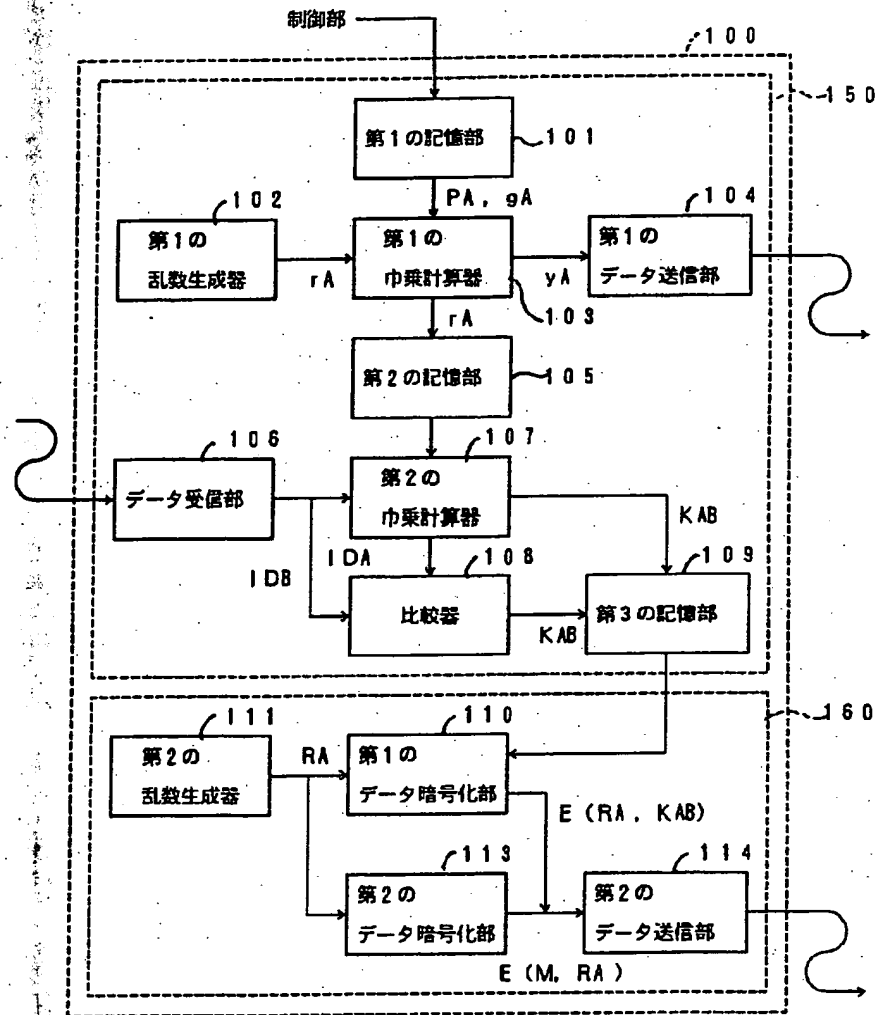 制御部
100
150
第1の記憶部
101
PA, gA
102
104
第1の
乱数生成器
rA
第1の
巾乗計算器
yA
第1の
データ送信部
103
rA
第2の記憶部
105
106
107
データ受信部
第2の
巾乗計算器
KAB
IDA
108
109
IDB
比較器
KAB
第3の記憶部
160
111
110
第2の
乱数生成器
RA
第1の
データ暗号化部
E (RA, KAB)
113
114
第2の
データ暗号化部
第2の
データ送信部
E (M, RA)